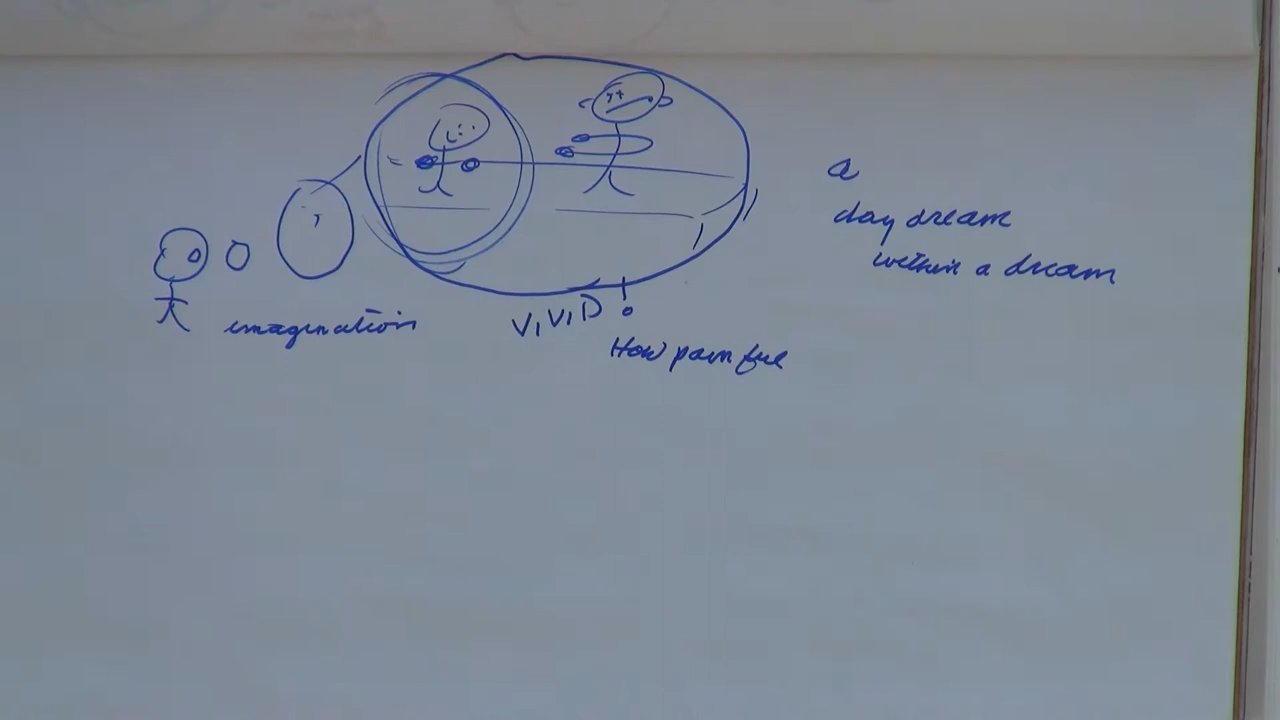 imagination
VIVID!
How painful
a
day dream
within a dream